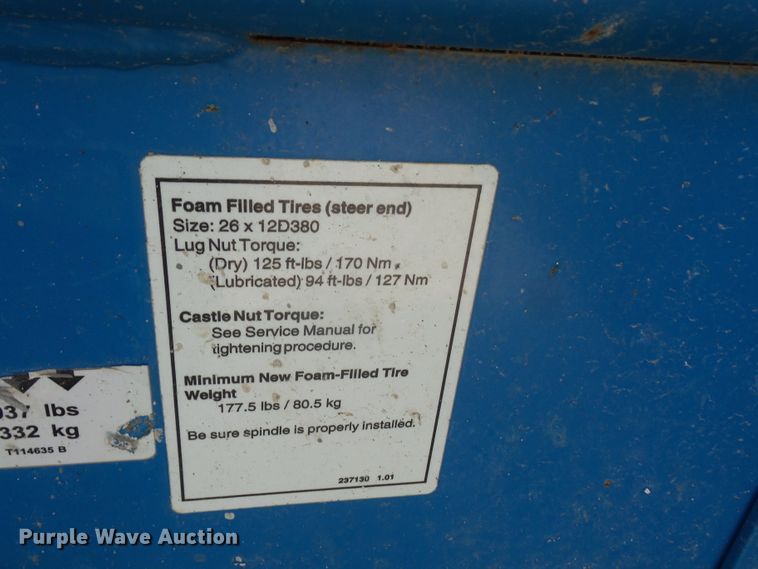 Foam Filled Tires (steer end)
Size: 26 x 12D380
Lug Nut Torque:
(Dry) 125 ft-lbs / 170 Nm
(Lubricated) 94 ft-lbs / 127 Nm
Castle Nut Torque:
See Service Manual for
tightening procedure.
Minimum New Foam-Filled Tire
Weight
177.5 lbs / 80.5 kg
Be sure spindle is properly installed.
237130 1.01
lbs
332 kg
T114635 B
Purple Wave Auction